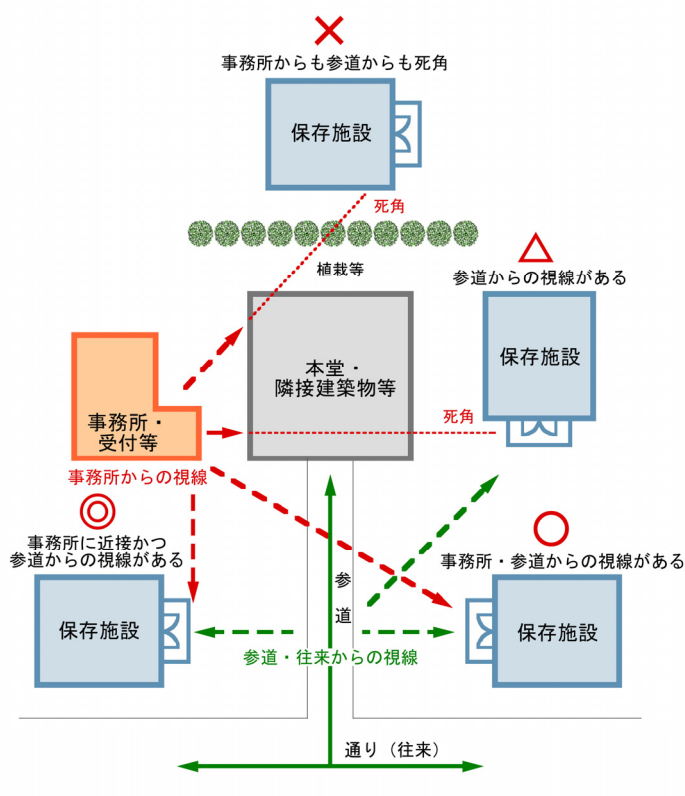 事務所からも参道からも死角
保存施設
死角
植栽等
参道からの視線がある
保存施設
本堂・
隣接建築物等
死角
事務所・
受付等
事務所からの視線
事務所に近接かつ
参道からの視線がある
事務所・参道からの視線がある
参
道
保存施設
保存施設
参道・往来からの視線
通り（往来）